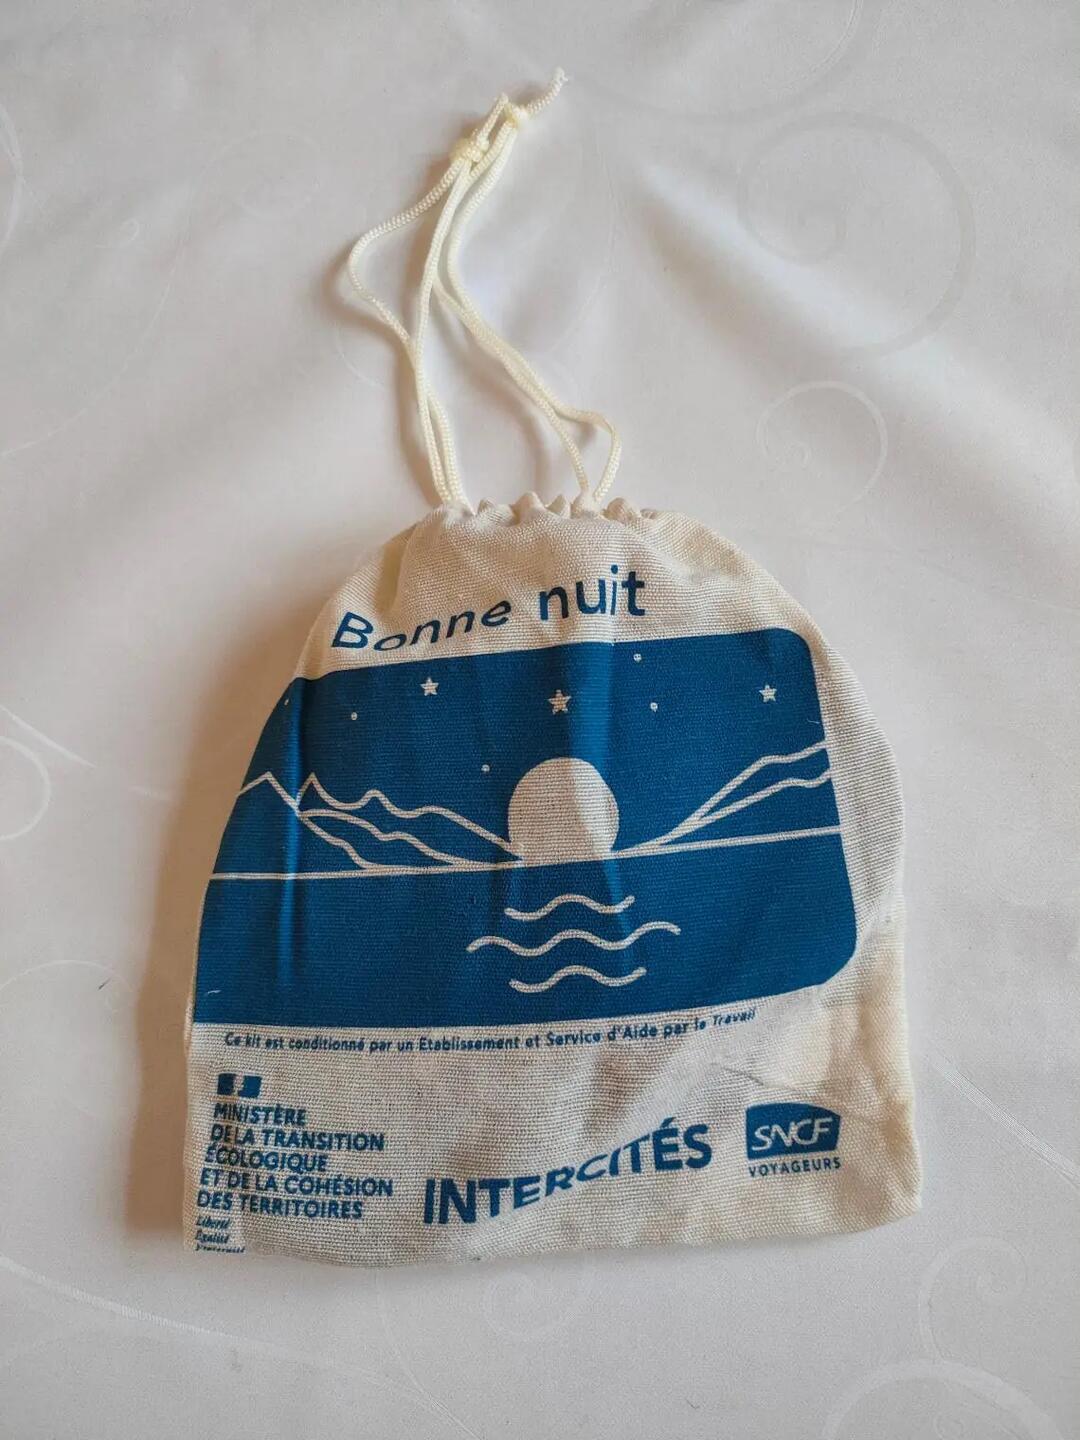 Bonne nuit
Ce kit est conditionné par un Etablissement et Service d'Aide par le Travail
MINISTÈRE
DE LA TRANSITION
ÉCOLOGIQUE
ET DE LA COHÉSION
DES TERRITOIRES
Liberté
Égalité
Fraternité
INTERCITÉS
SNCF
VOYAGEURS